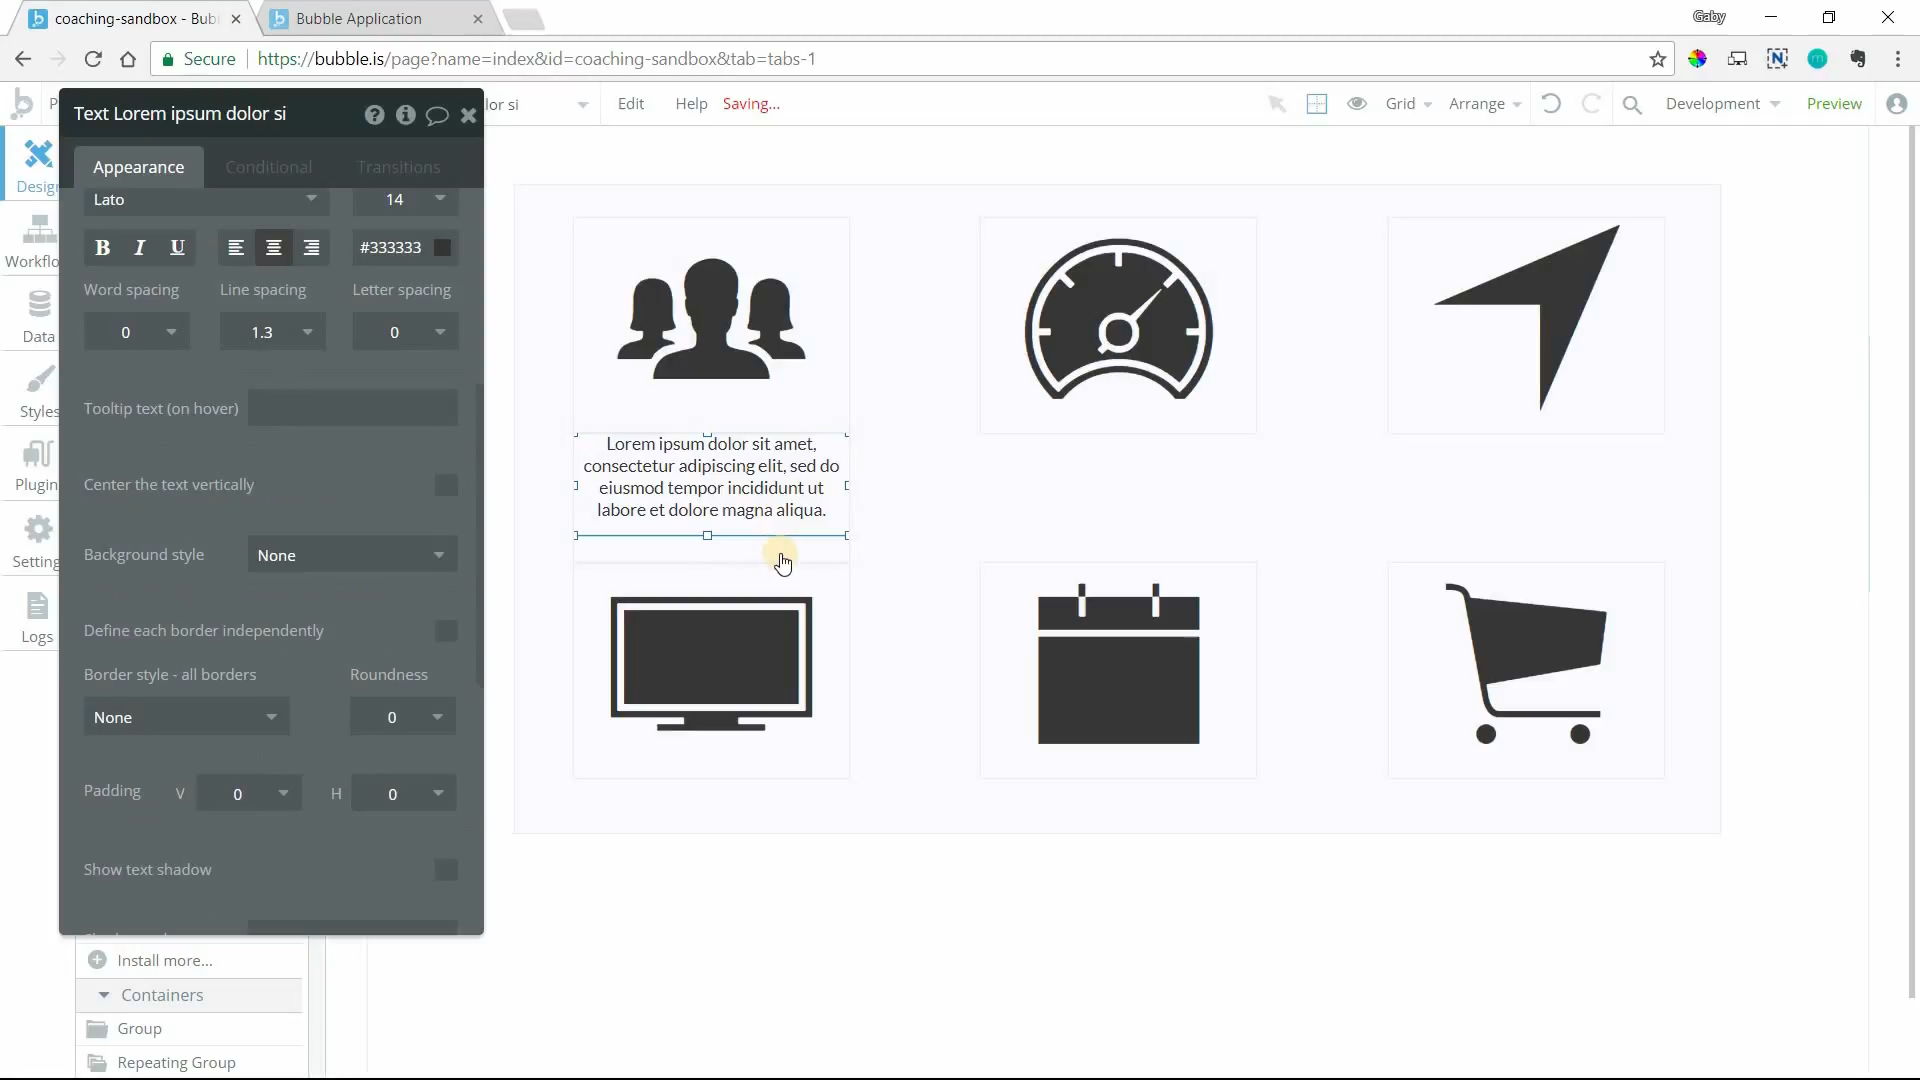 coaching-sandbox - Bub
Bubble Application
Gaby
Secure
https://bubble.is/page?name=index&id=coaching-sandbox&tab=tabs-1
P
Text Lorem ipsum dolor si
lor si
Edit
Help
Saving...
Grid
Arrange
Development
Preview
Appearance
Conditional
Transitions
Design
Workflo
Data
Styles
Plugin
Setting
Logs
Lato
14
B
I
U
#333333
Word spacing
Line spacing
Letter spacing
0
1.3
0
Tooltip text (on hover)
Center the text vertically
Background style
None
Define each border independently
Border style - all borders
Roundness
None
0
Padding
V
0
H
0
Show text shadow
Lorem ipsum dolor sit amet,
consectetur adipiscing elit, sed do
eiusmod tempor incididunt ut
labore et dolore magna aliqua.
Install more...
Containers
Group
Repeating Group